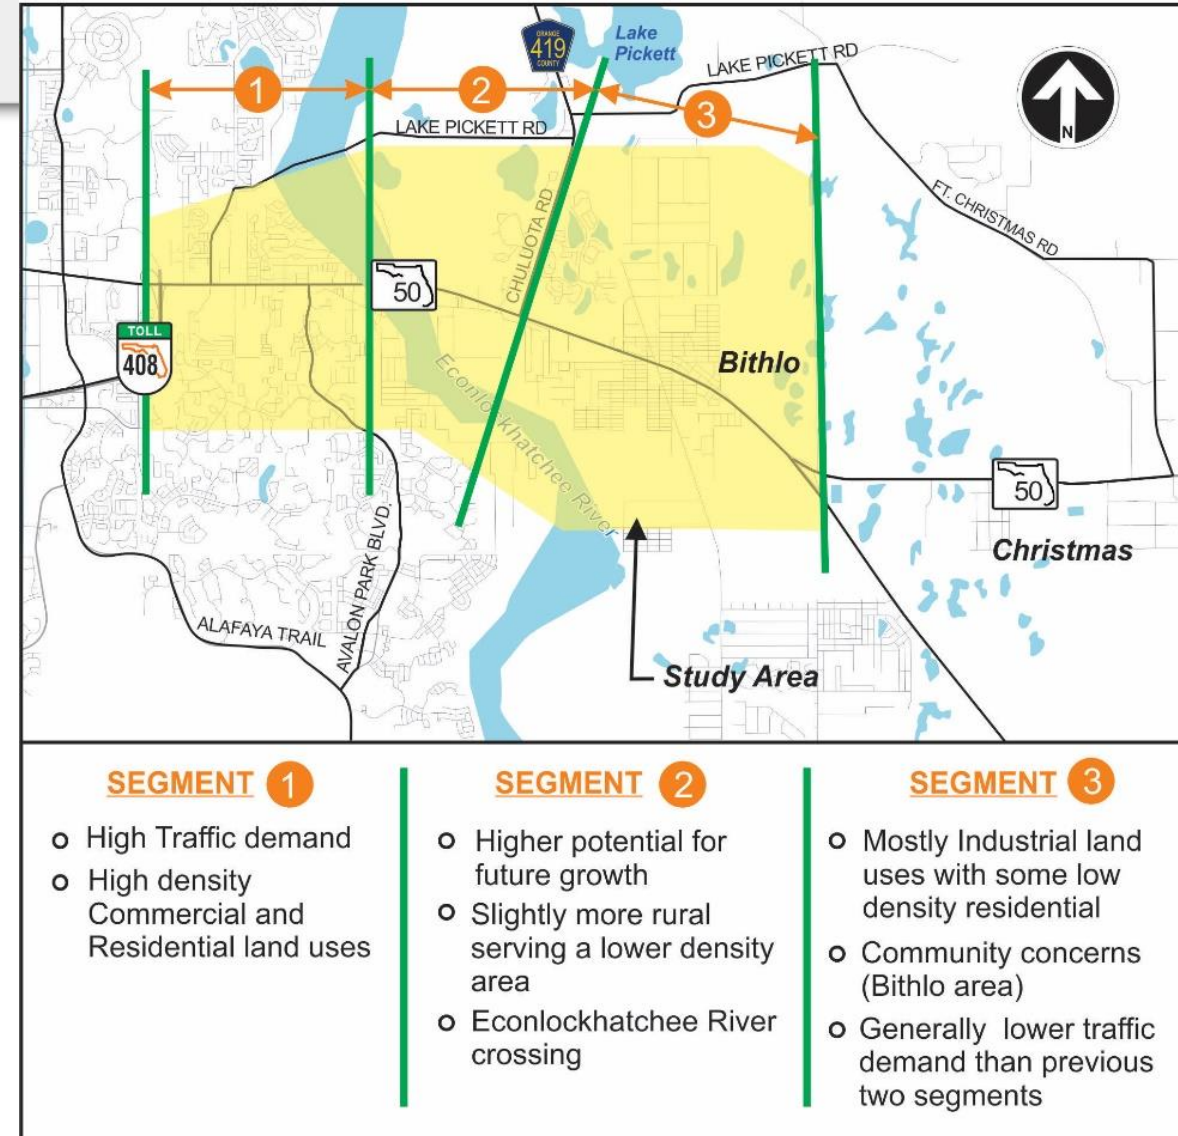 ORANGE
419
COUNTY
Lake
Pickett
LAKE PICKETT RD
1
2
3
N
LAKE PICKETT RD
CHULUOTA RD
FT. CHRISTMAS RD
50
TOLL
408
Econlockhatchee River
Bithlo
50
Christmas
AVALON PARK BLVD.
ALAFAYA TRAIL
Study Area
SEGMENT 1
o High Traffic demand
o High density
Commercial and
Residential land uses
SEGMENT 2
o Higher potential for
future growth
o Slightly more rural
serving a lower density
area
o Econlockhatchee River
crossing
SEGMENT 3
o Mostly Industrial land
uses with some low
density residential
o Community concerns
(Bithlo area)
o Generally lower traffic
demand than previous
two segments